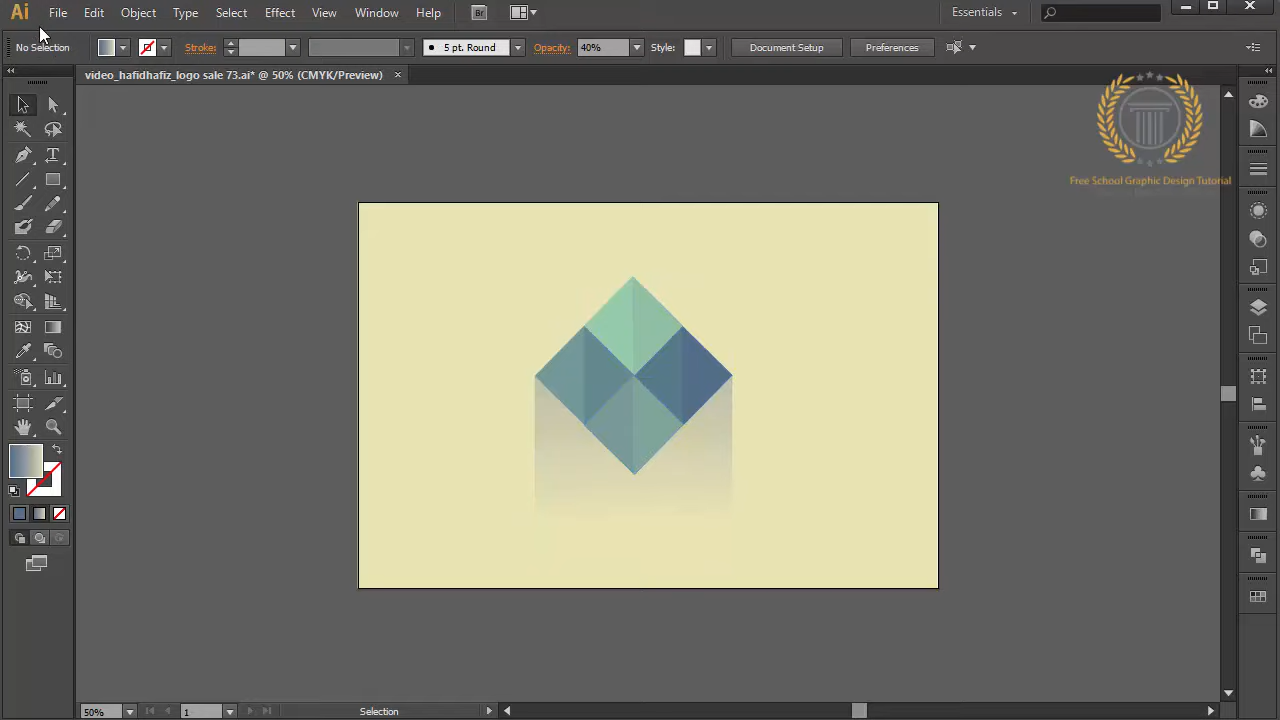 Ai File Edit Object Type Select Effect View Window Help Br Essentials
No Selection Stroke: 5 pt. Round Opacity: 40% Style: Document Setup Preferences
video_hafidhafiz_logo sale 73.ai* @ 50% (CMYK/Preview)
Free School Graphic Design Tutorial
50% 1 Selection